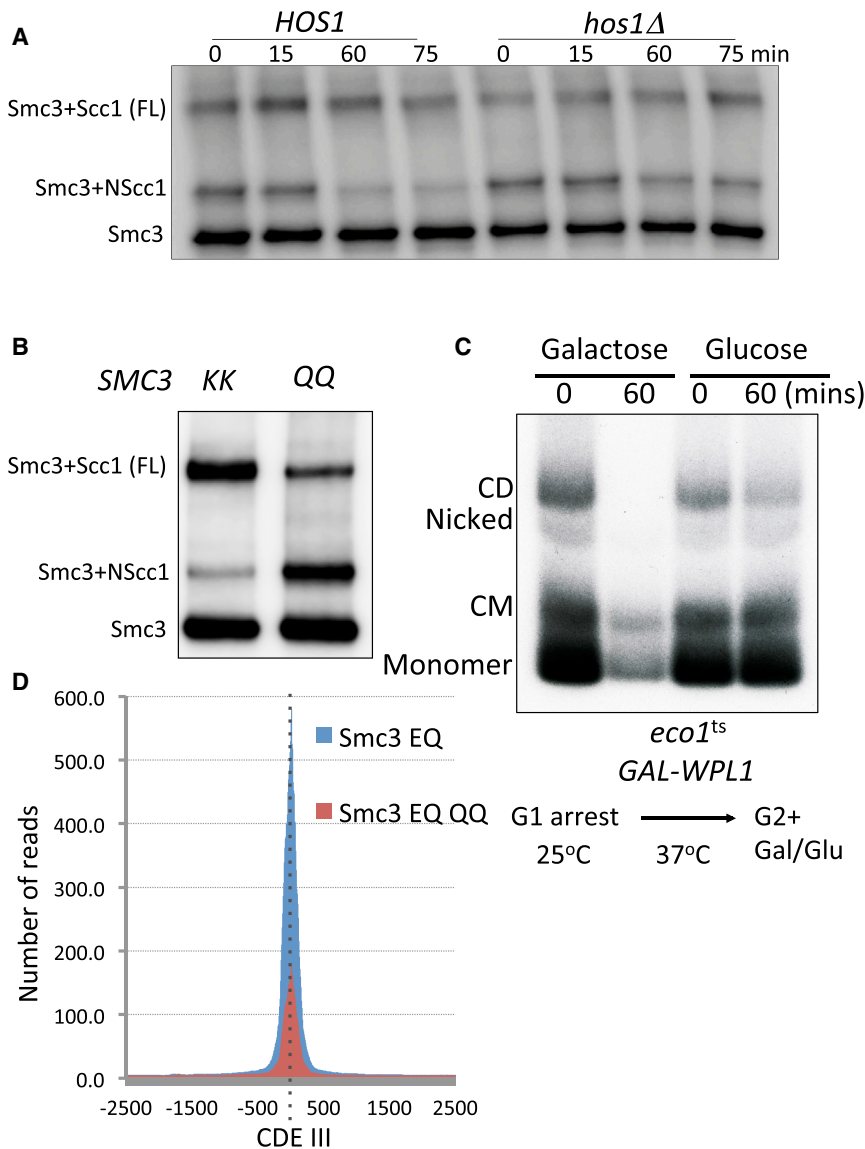 A
HOS1 hos1Δ
0 15 60 75 0 15 60 75 min
Smc3+Scc1 (FL)
Smc3+NScc1
Smc3
B
SMC3 KK QQ
Smc3+Scc1 (FL)
Smc3+NScc1
Smc3
C
Galactose Glucose
0 60 0 60 (mins)
CD
Nicked
CM
Monomer
eco1ts
GAL-WPL1
G1 arrest G2+
Gal/Glu
25°C 37°C
D
600.0
500.0
400.0
300.0
200.0
100.0
0.0
Number of reads
Smc3 EQ
Smc3 EQ QQ
-2500 -1500 -500 500 1500 2500
CDE III